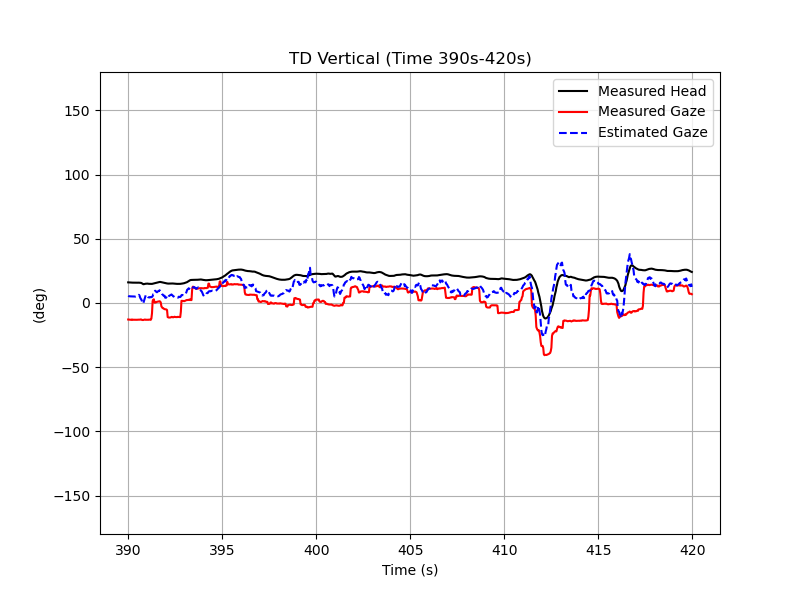 TD Vertical (Time 390s-420s)
Measured Head
Measured Gaze
Estimated Gaze
150
100
50
0
−50
−100
−150
(deg)
390 395 400 405 410 415 420
Time (s)